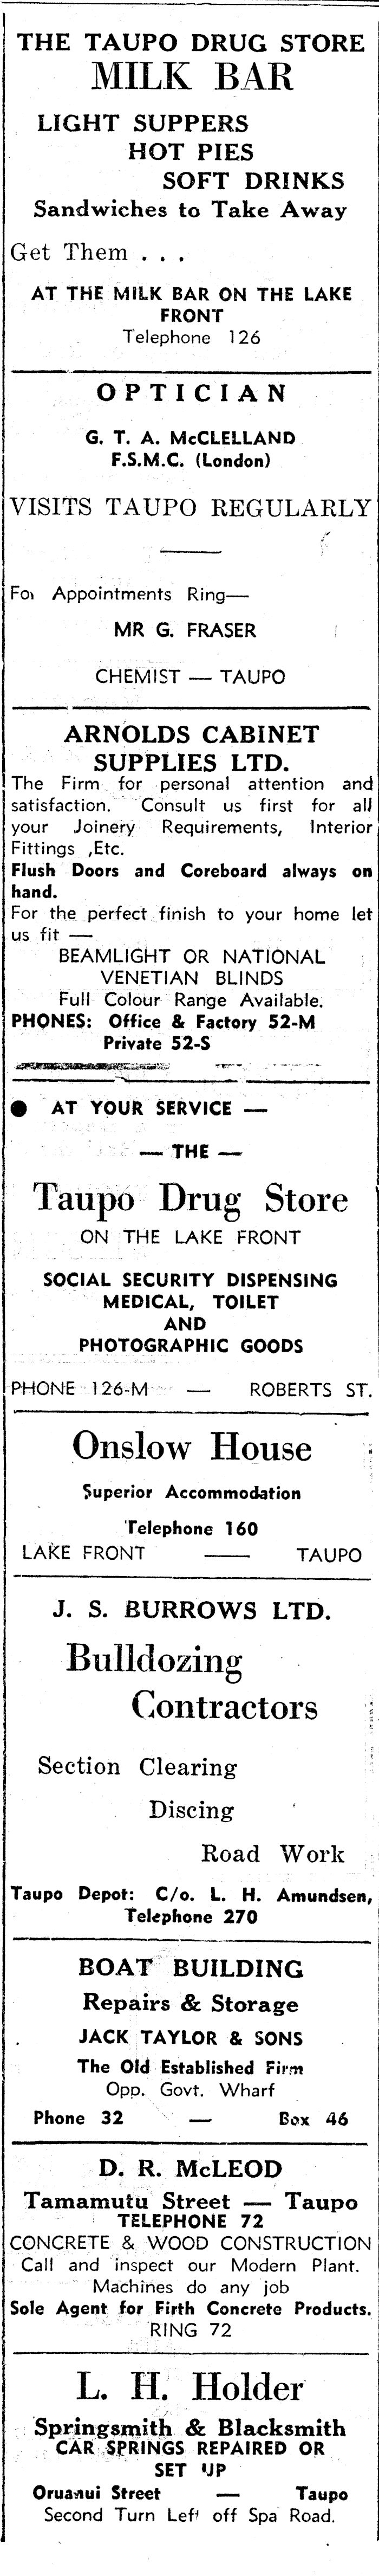 THE TAUPO DRUG STORE
MILK BAR
LIGHT SUPPERS
HOT PIES
SOFT DRINKS
Sandwiches to Take Away
Get Them . . .
AT THE MILK BAR ON THE LAKE
FRONT
Telephone 126
OPTICIAN
G. T. A. McCLELLAND
F.S.M.C. (London)
VISITS TAUPO REGULARLY
For Appointments Ring—
MR G. FRASER
CHEMIST — TAUPO
ARNOLDS CABINET
SUPPLIES LTD.
The Firm for personal attention and
satisfaction. Consult us first for all
your Joinery Requirements, Interior
Fittings ,Etc.
Flush Doors and Coreboard always on
hand.
For the perfect finish to your home let
us fit —
BEAMLIGHT OR NATIONAL
VENETIAN BLINDS
Full Colour Range Available.
PHONES: Office & Factory 52-M
Private 52-S
● AT YOUR SERVICE —
— THE —
Taupo Drug Store
ON THE LAKE FRONT
SOCIAL SECURITY DISPENSING
MEDICAL, TOILET
AND
PHOTOGRAPHIC GOODS
PHONE 126-M — ROBERTS ST.
Onslow House
Superior Accommodation
Telephone 160
LAKE FRONT — TAUPO
J. S. BURROWS LTD.
Bulldozing
Contractors
Section Clearing
Discing
Road Work
Taupo Depot: C/o. L. H. Amundsen,
Telephone 270
BOAT BUILDING
Repairs & Storage
JACK TAYLOR & SONS
The Old Established Firm
Opp. Govt. Wharf
Phone 32 — Box 46
D. R. McLEOD
Tamamutu Street — Taupo
TELEPHONE 72
CONCRETE & WOOD CONSTRUCTION
Call and inspect our Modern Plant.
Machines do any job
Sole Agent for Firth Concrete Products.
RING 72
L. H. Holder
Springsmith & Blacksmith
CAR SPRINGS REPAIRED OR
SET UP
Oruanui Street — Taupo
Second Turn Left off Spa Road.